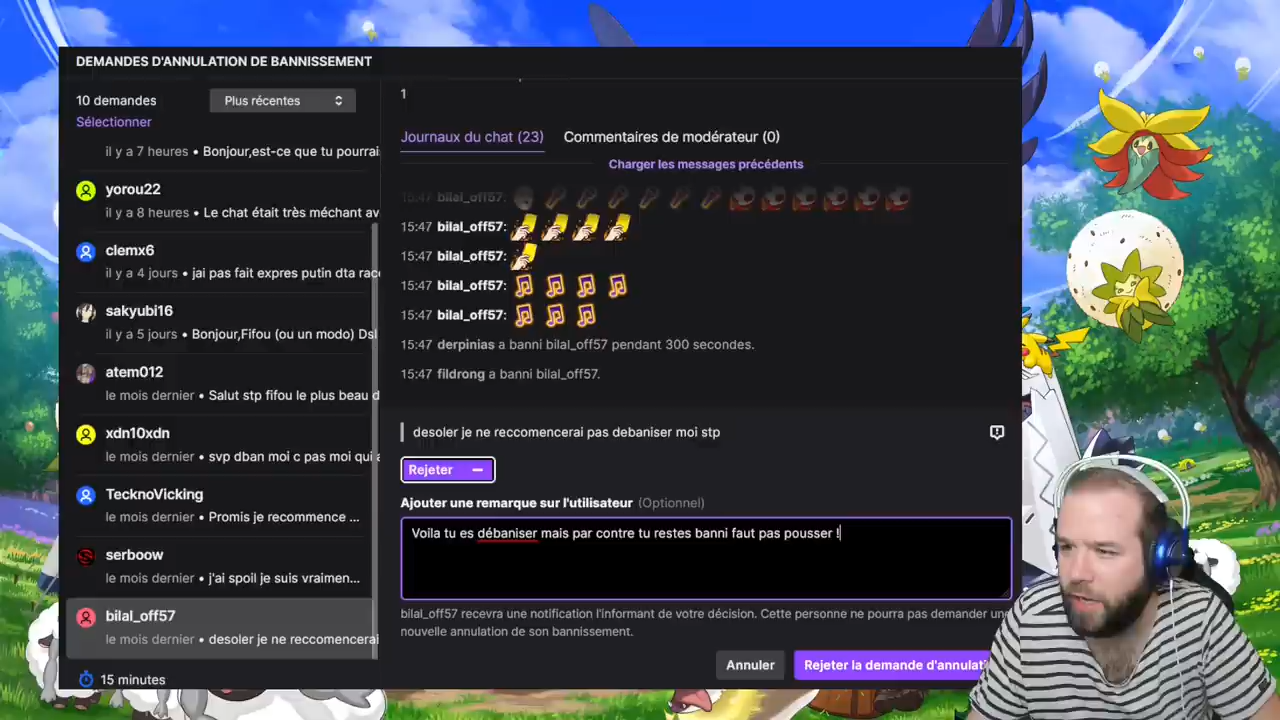 DEMANDES D'ANNULATION DE BANNISSEMENT
10 demandes
Plus récentes
Sélectionner
il y a 7 heures • Bonjour,est-ce que tu pourrai
yorou22
il y a 8 heures • Le chat était très méchant av
clemx6
il y a 4 jours • jai pas fait expres putin dta rac
sakyubi16
il y a 5 jours • Bonjour,Fifou (ou un modo) Dsl
atem012
le mois dernier • Salut stp fifou le plus beau d
xdn10xdn
le mois dernier • svp dban moi c pas moi qui a
TecknoVicking
le mois dernier • Promis je recommence ...
serboow
le mois dernier • j'ai spoil je suis vraimen...
bilal_off57
le mois dernier • desoler je ne reccomencerai
15 minutes
1
Journaux du chat (23)
Commentaires de modérateur (0)
Charger les messages précédents
15:47 bilal_off57:
15:47 bilal_off57:
15:47 bilal_off57:
15:47 bilal_off57:
15:47 bilal_off57:
15:47 derpinias a banni bilal_off57 pendant 300 secondes.
15:47 fildrong a banni bilal_off57.
desoler je ne reccomencerai pas debaniser moi stp
Rejeter
Ajouter une remarque sur l'utilisateur (Optionnel)
Voila tu es débaniser mais par contre tu restes banni faut pas pousser !
bilal_off57 recevra une notification l'informant de votre décision. Cette personne ne pourra pas demander une
nouvelle annulation de son bannissement.
Annuler
Rejeter la demande d'annulati